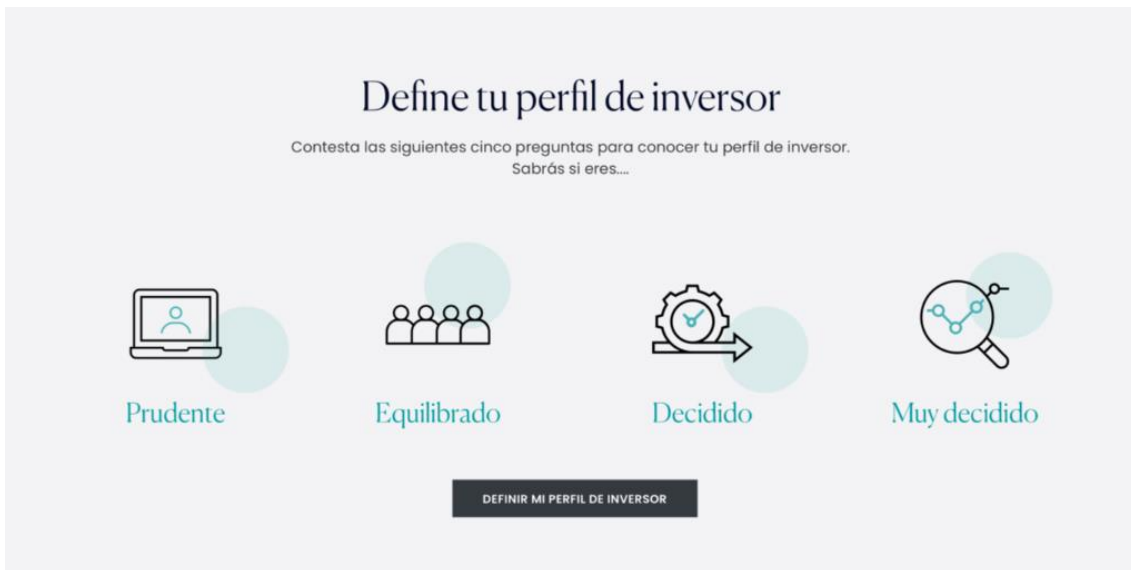 Define tu perfil de inversor
Contesta las siguientes cinco preguntas para conocer tu perfil de inversor.
Sabrás si eres....
Prudente
Equilibrado
Decidido
Muy decidido
DEFINIR MI PERFIL DE INVERSOR